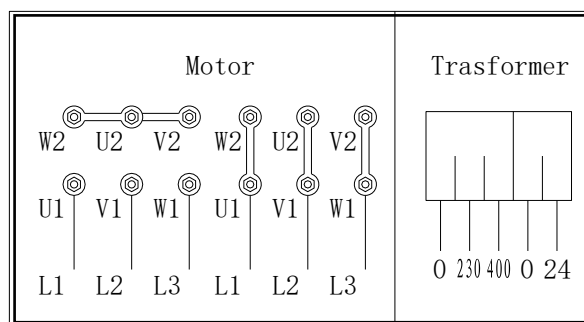 Motor
Trasformer
W2 U2 V2 W2 U2 V2
U1 V1 W1 U1 V1 W1
L1 L2 L3 L1 L2 L3
0 230 400 0 24